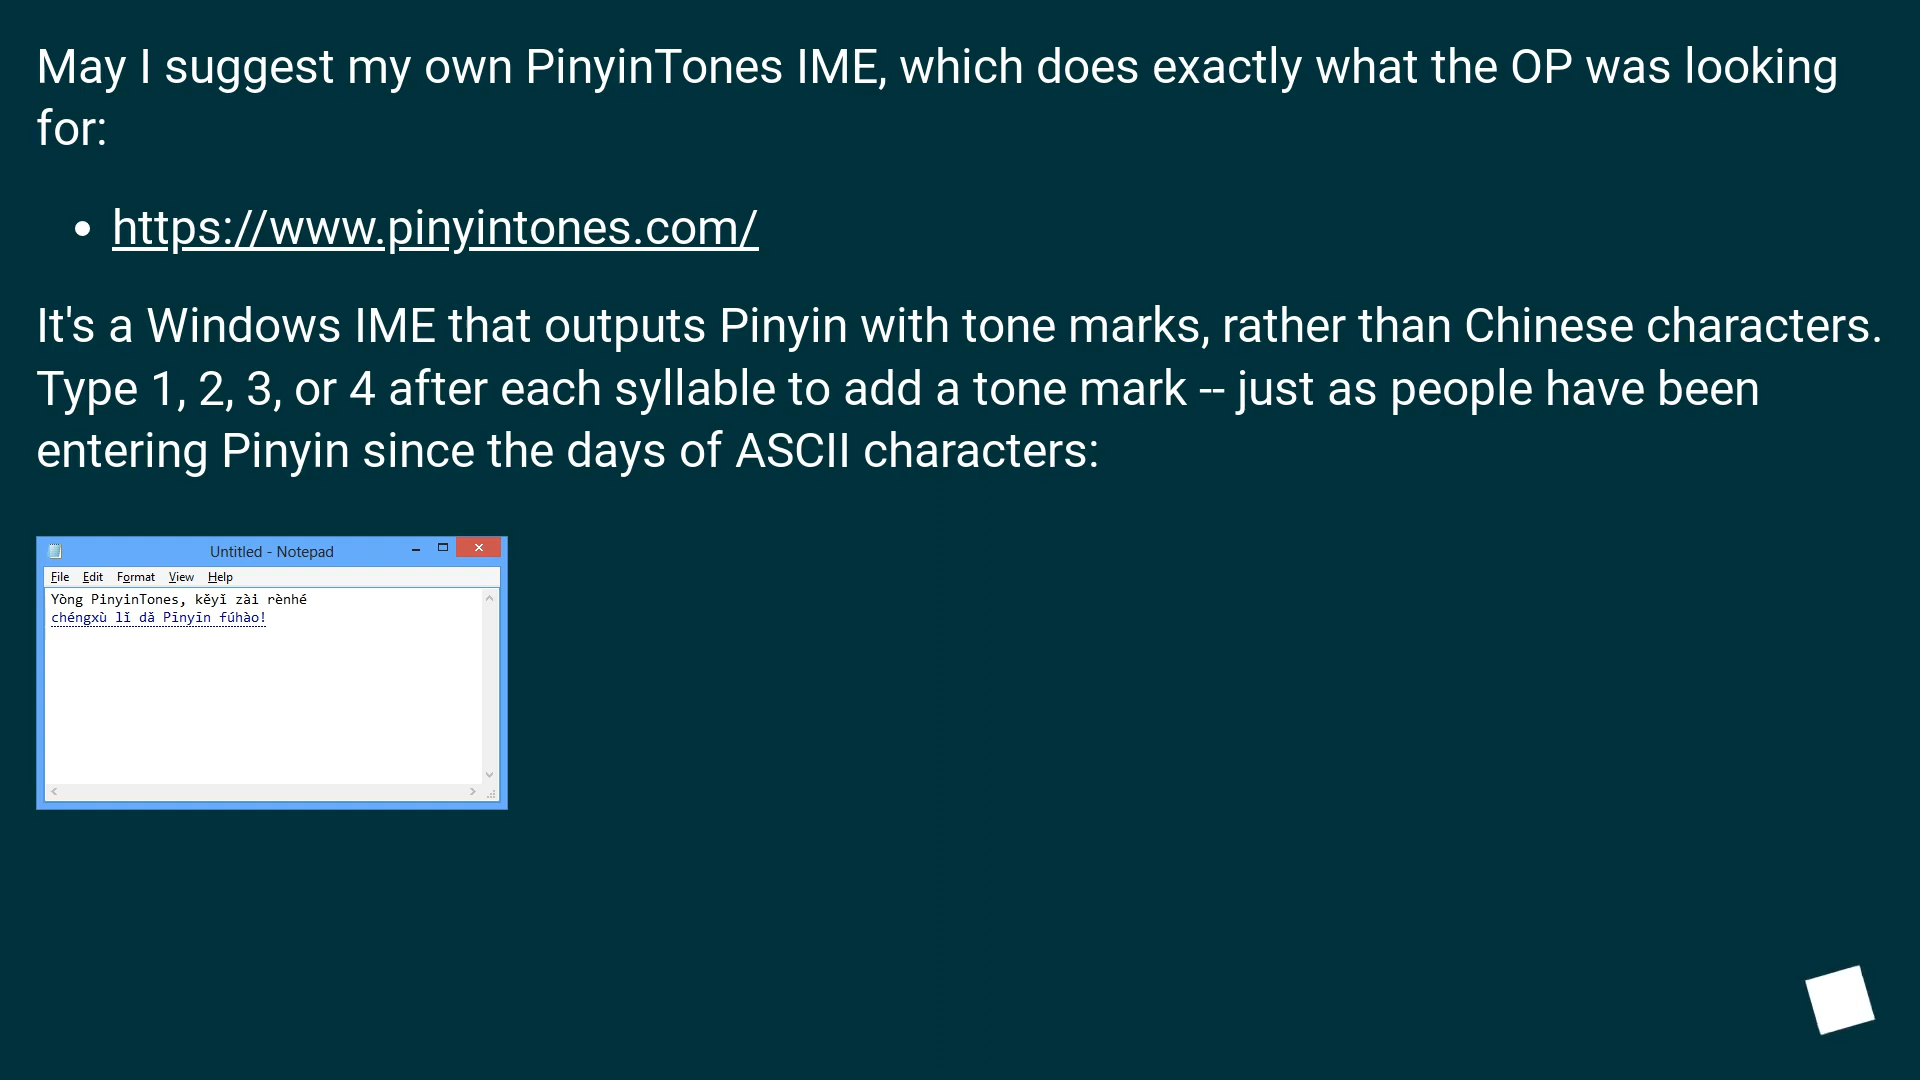 May I suggest my own PinyinTones IME, which does exactly what the OP was looking
for:
• https://www.pinyintones.com/
It's a Windows IME that outputs Pinyin with tone marks, rather than Chinese characters.
Type 1, 2, 3, or 4 after each syllable to add a tone mark -- just as people have been
entering Pinyin since the days of ASCII characters:
Untitled - Notepad
File Edit Format View Help
Yòng PinyinTones, kěyǐ zài rènhé
chéngxù lǐ dǎ Pīnyīn fúhào!